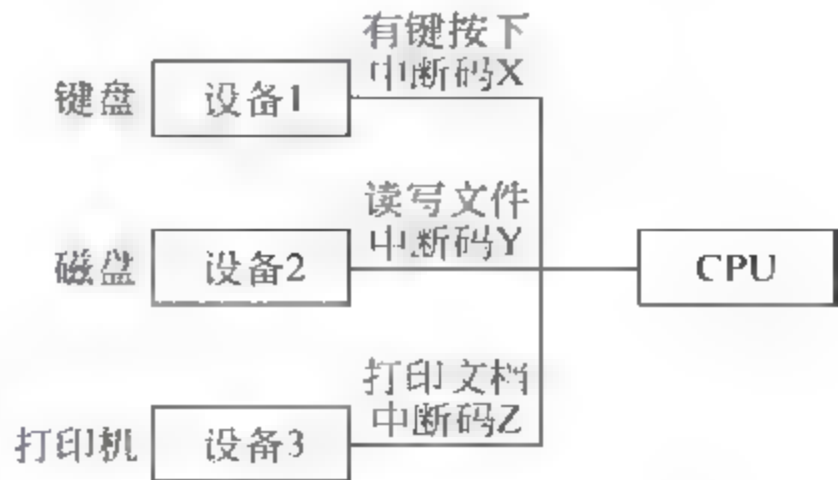 有键按下
中断码X
键盘
设备1
读写文件
中断码Y
磁盘
设备2
CPU
打印文档
中断码Z
打印机
设备3